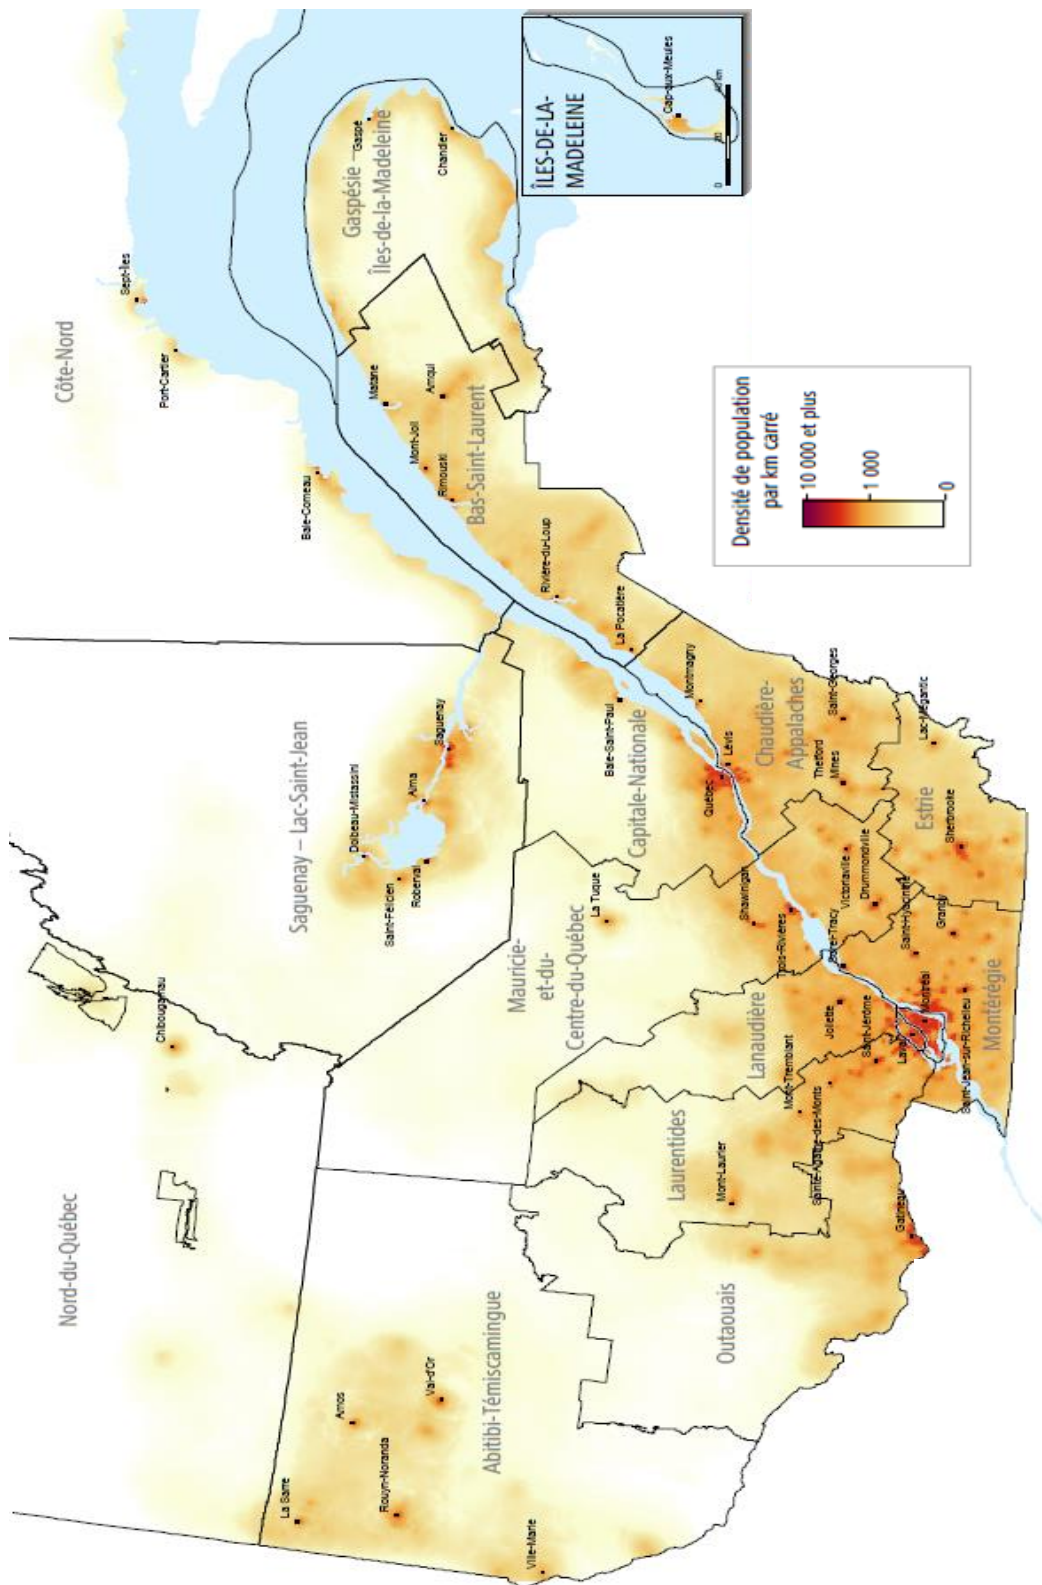 Nord-du-Québec
Chibougamau
Côte-Nord
Sept-Îles
Port-Cartier
Baie-Comeau
Saguenay – Lac-Saint-Jean
Dolbeau-Mistassini
Saint-Félicien
Roberval
Alma
Saguenay
Gaspésie –
Îles-de-la-Madeleine
Gaspé
Chandler
ÎLES-DE-LA-
MADELEINE
Cap-aux-Meules
0
20
40 km
Matane
Amqui
Mont-Joli
Rimouski
Bas-Saint-Laurent
Rivière-du-Loup
La Pocatière
Abitibi-Témiscamingue
La Sarre
Amos
Rouyn-Noranda
Val-d'Or
Ville-Marie
Mauricie-
et-du-
Centre-du-Québec
La Tuque
Shawinigan
Trois-Rivières
Victoriaville
Drummondville
Capitale-Nationale
Baie-Saint-Paul
Québec
Lévis
Montmagny
Chaudière-
Appalaches
Thetford
Mines
Saint-Georges
Outaouais
Gatineau
Laurentides
Mont-Laurier
Mont-Tremblant
Sainte-Agathe-des-Monts
Saint-Jérôme
Lanaudière
Joliette
Laval
Montréal
Sorel-Tracy
Saint-Hyacinthe
Granby
Saint-Jean-sur-Richelieu
Montérégie
Estrie
Sherbrooke
Lac-Mégantic
Densité de population
par km carré
10 000 et plus
1 000
0